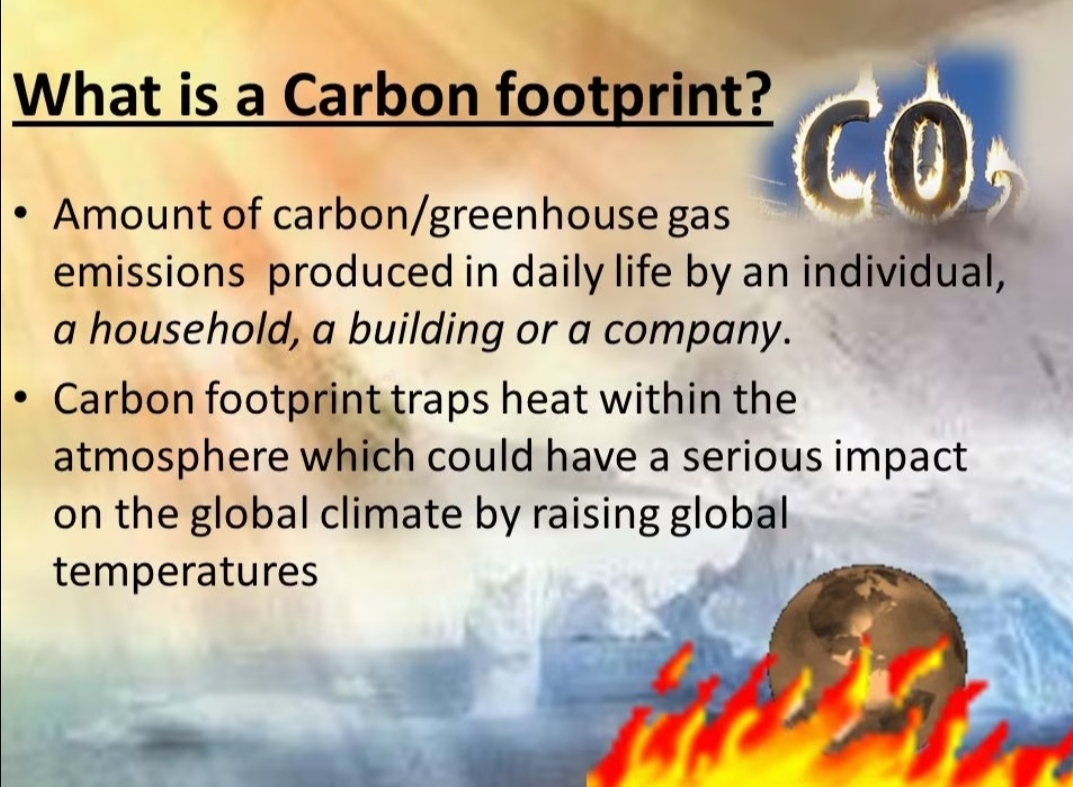 What is a Carbon footprint?
CO2
• Amount of carbon/greenhouse gas
emissions produced in daily life by an individual,
a household, a building or a company.
• Carbon footprint traps heat within the
atmosphere which could have a serious impact
on the global climate by raising global
temperatures